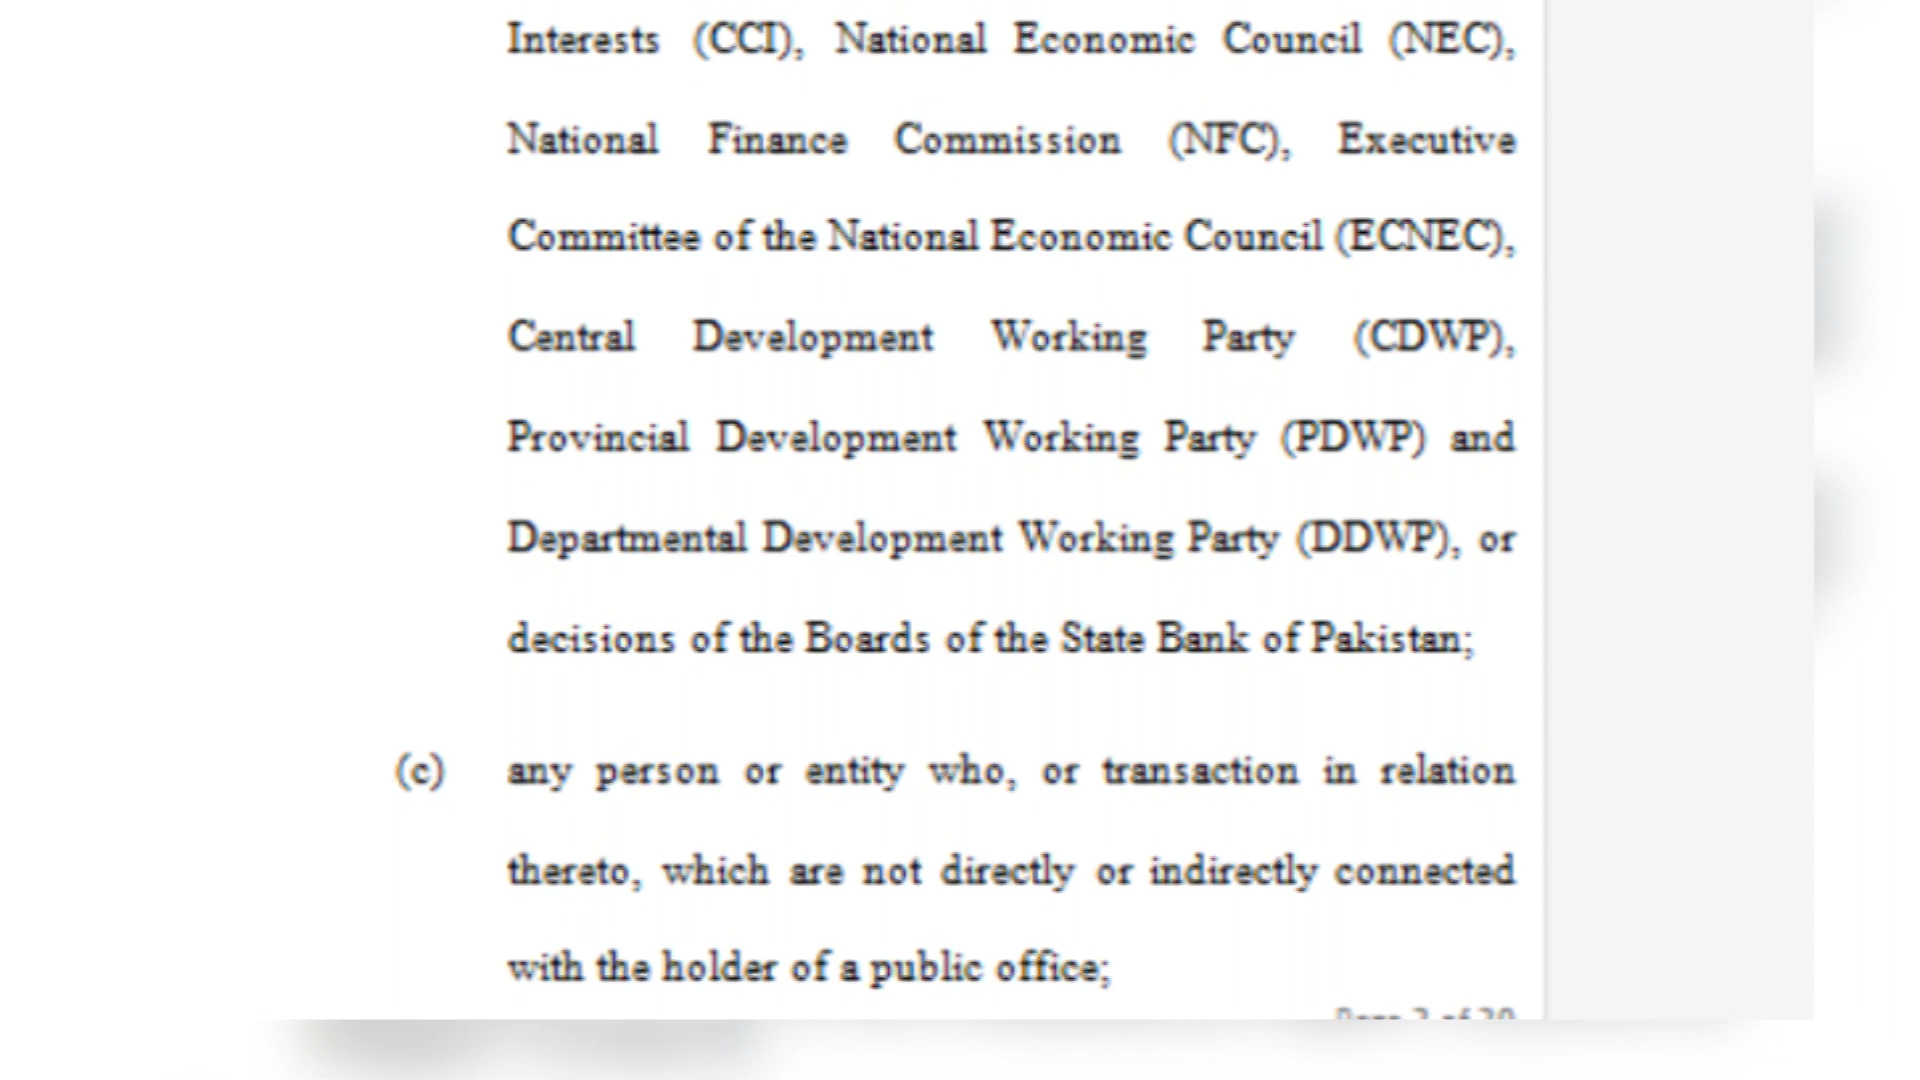 Interests (CCI), National Economic Council (NEC),
National Finance Commission (NFC), Executive
Committee of the National Economic Council (ECNEC),
Central Development Working Party (CDWP),
Provincial Development Working Party (PDWP) and
Departmental Development Working Party (DDWP), or
decisions of the Boards of the State Bank of Pakistan;
(c) any person or entity who, or transaction in relation
thereto, which are not directly or indirectly connected
with the holder of a public office;